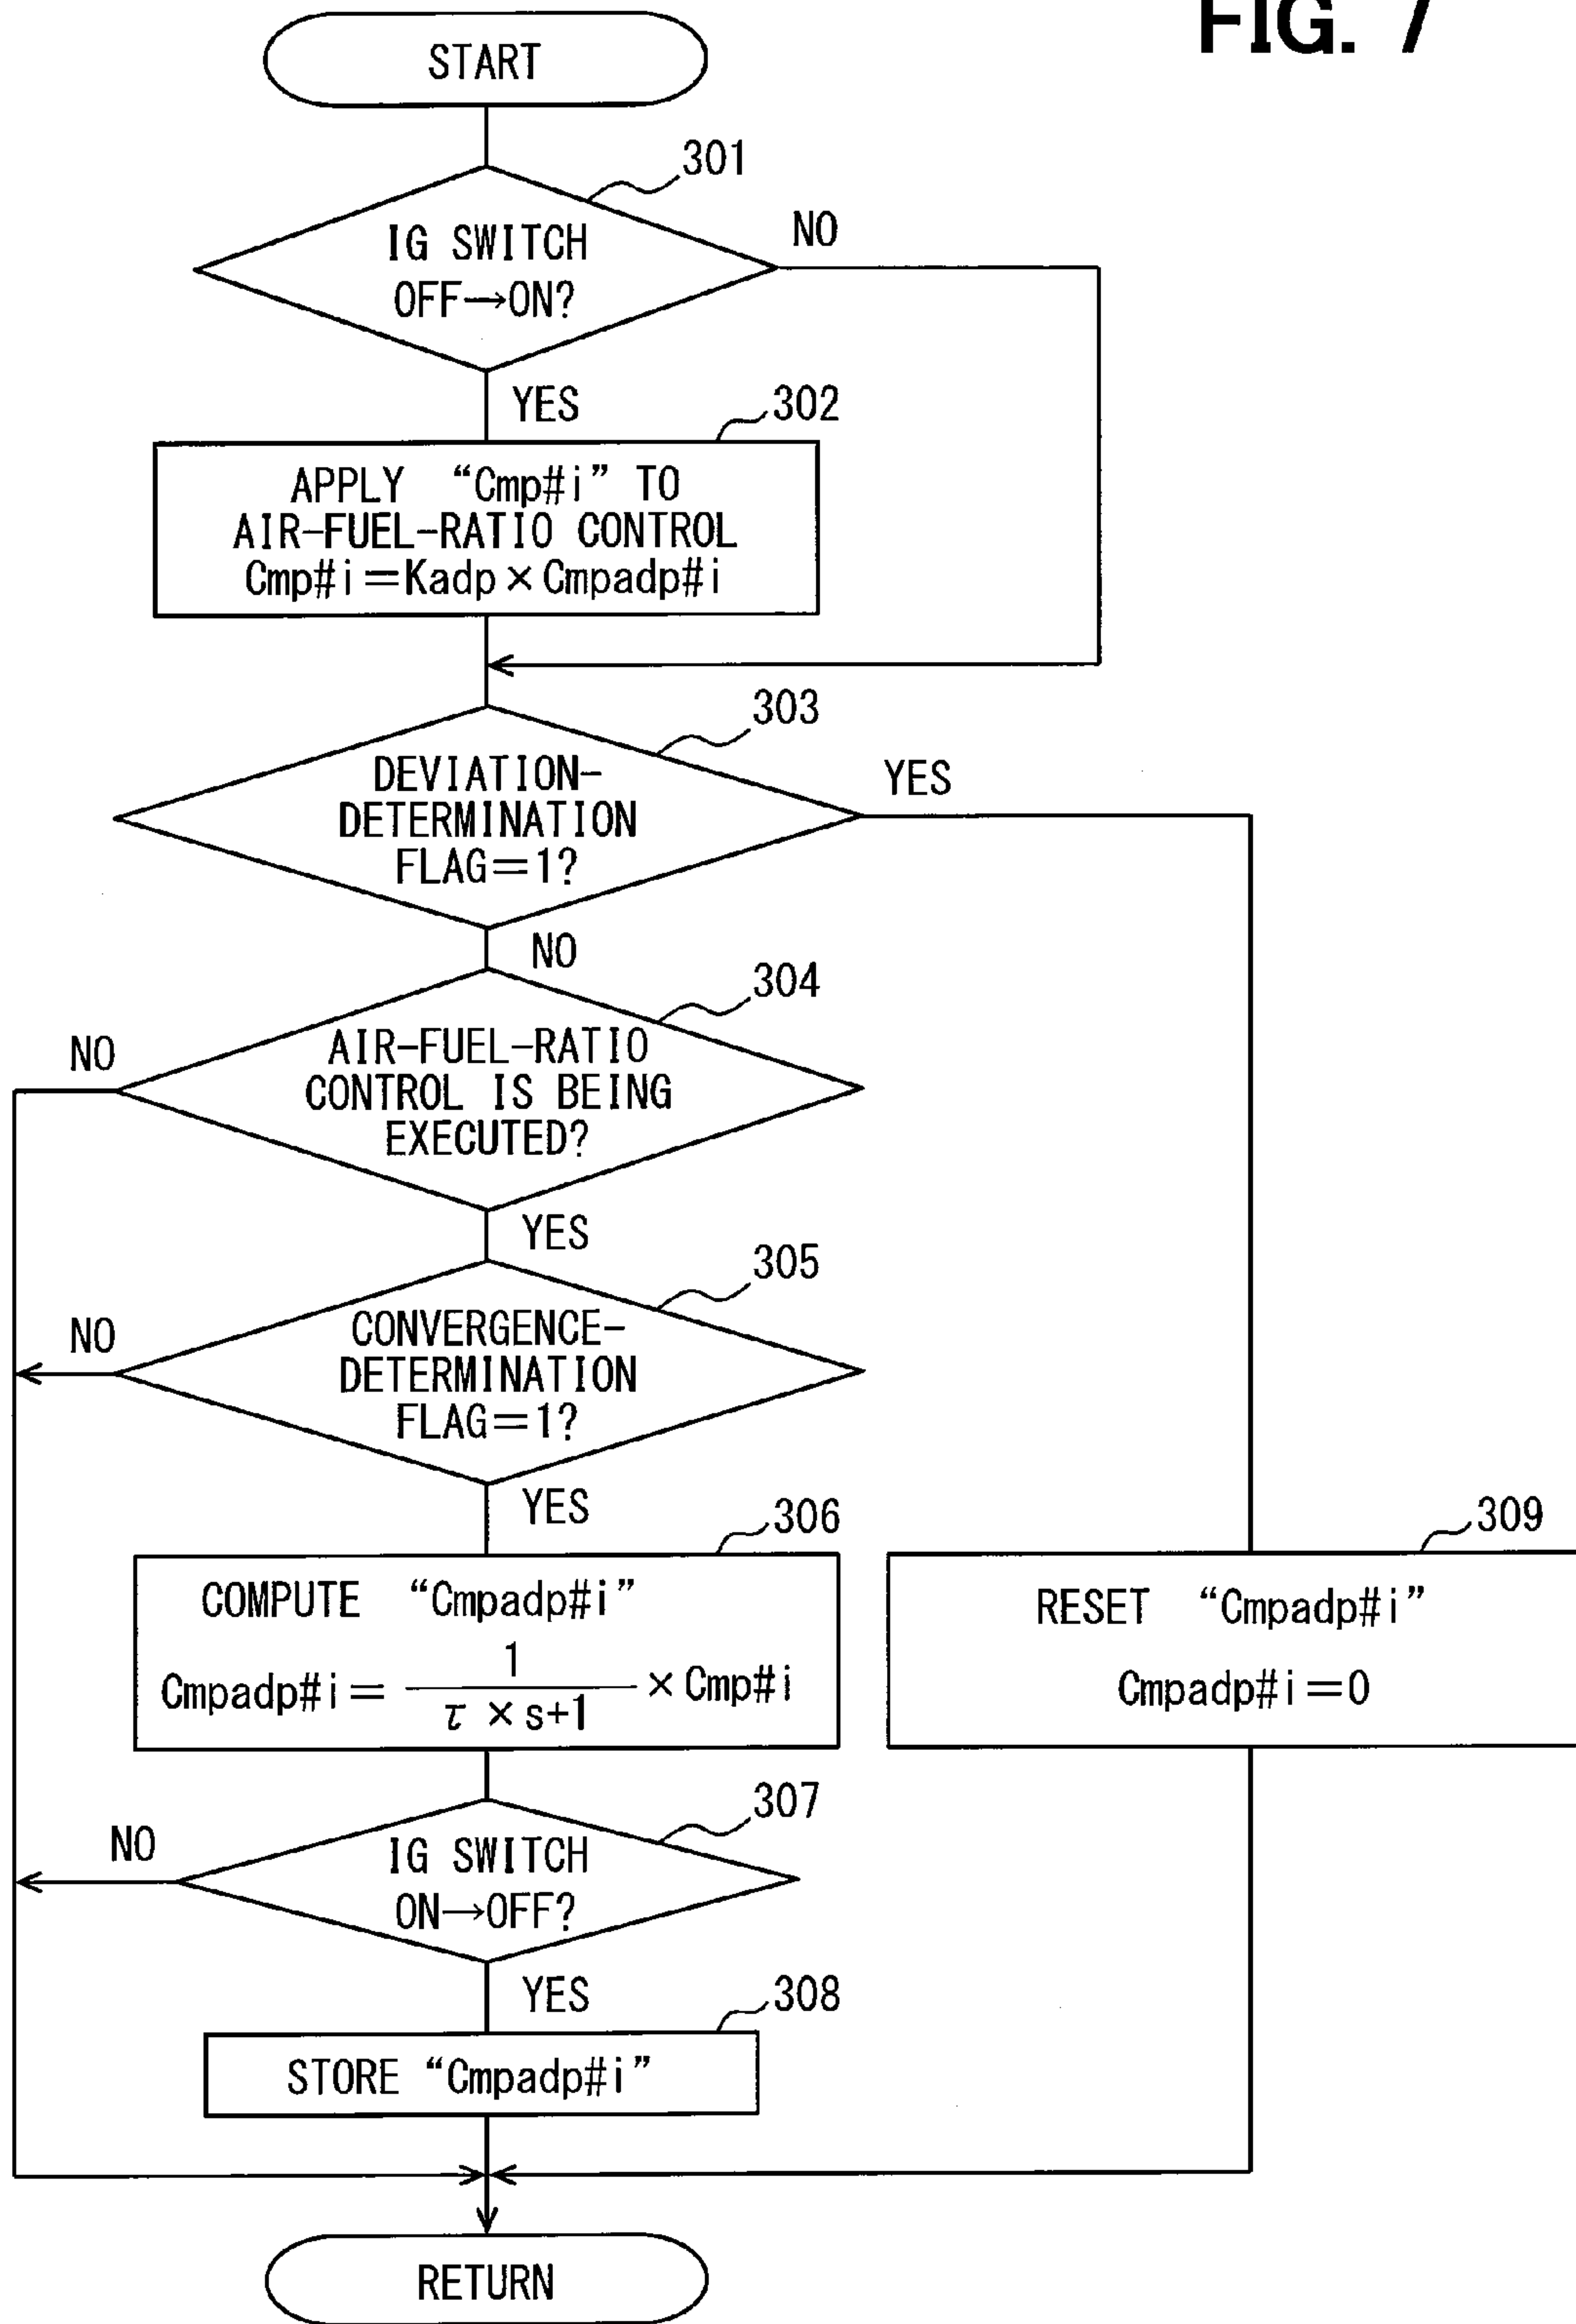 FIG. 7
START
301
IG SWITCH
OFF→ON?
NO
YES
302
APPLY “Cmp#i” TO
AIR-FUEL-RATIO CONTROL
Cmp#i=Kadp×Cmpadp#i
303
DEVIATION-
DETERMINATION
FLAG=1?
YES
NO
304
AIR-FUEL-RATIO
CONTROL IS BEING
EXECUTED?
NO
YES
305
CONVERGENCE-
DETERMINATION
FLAG=1?
NO
YES
306
COMPUTE “Cmpadp#i”
1
Cmpadp#i= × Cmp#i
τ × s+1
309
RESET “Cmpadp#i”
Cmpadp#i=0
307
IG SWITCH
ON→OFF?
NO
YES
308
STORE “Cmpadp#i”
RETURN